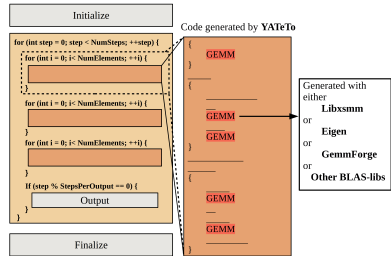 Initialize
for (int step = 0; step < NumSteps; ++step) {
for (int i = 0; i< NumElements; ++i) {
}
for (int i = 0; i< NumElements; ++i) {
}
for (int i = 0; i< NumElements; ++i) {
}
If (step % StepsPerOutput == 0) {
Output
}
}
Finalize
Code generated by YATeTo
{
GEMM
}
{
GEMM
GEMM
}
{
GEMM
GEMM
}
Generated with
either
Libxsmm
or
Eigen
or
GemmForge
or
Other BLAS-libs